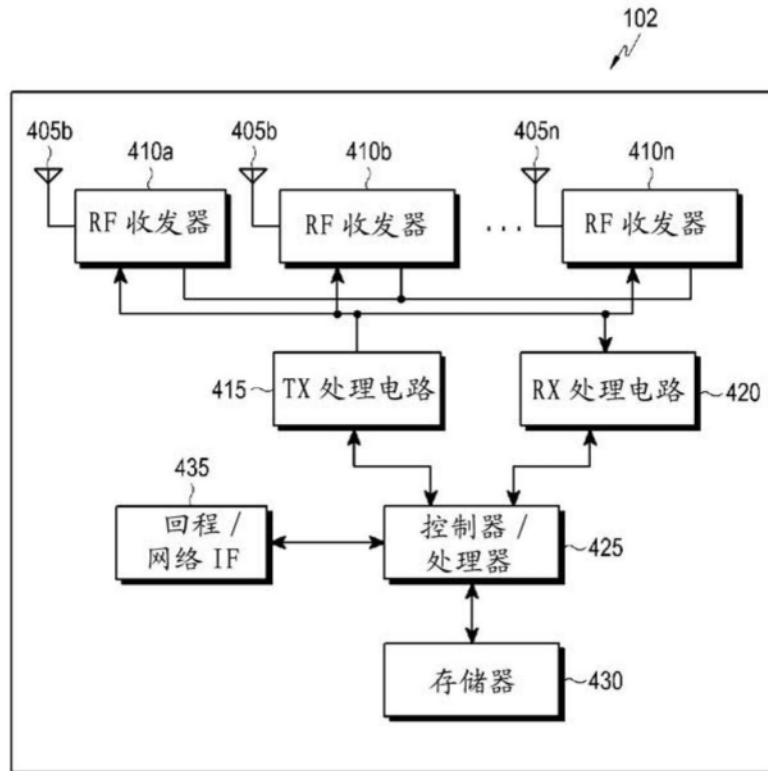 102
405b
410a
405b
410b
405n
410n
RF 收发器
RF 收发器
...
RF 收发器
415
TX 处理电路
RX 处理电路
420
435
回程 /
网络 IF
控制器 /
处理器
425
存储器
430